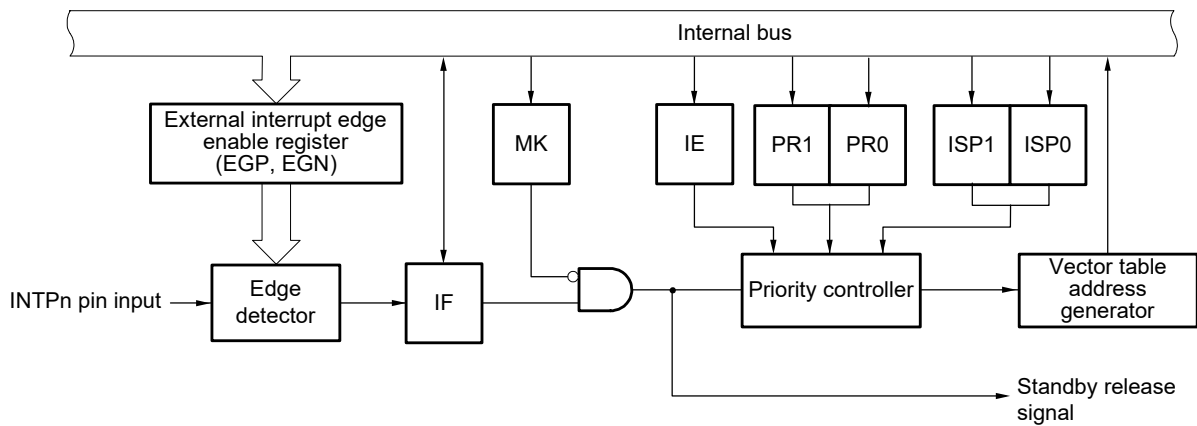 Internal bus
External interrupt edge
enable register
(EGP, EGN)
MK
IE
PR1
PR0
ISP1
ISP0
INTPn pin input
Edge
detector
IF
Priority controller
Vector table
address
generator
Standby release
signal